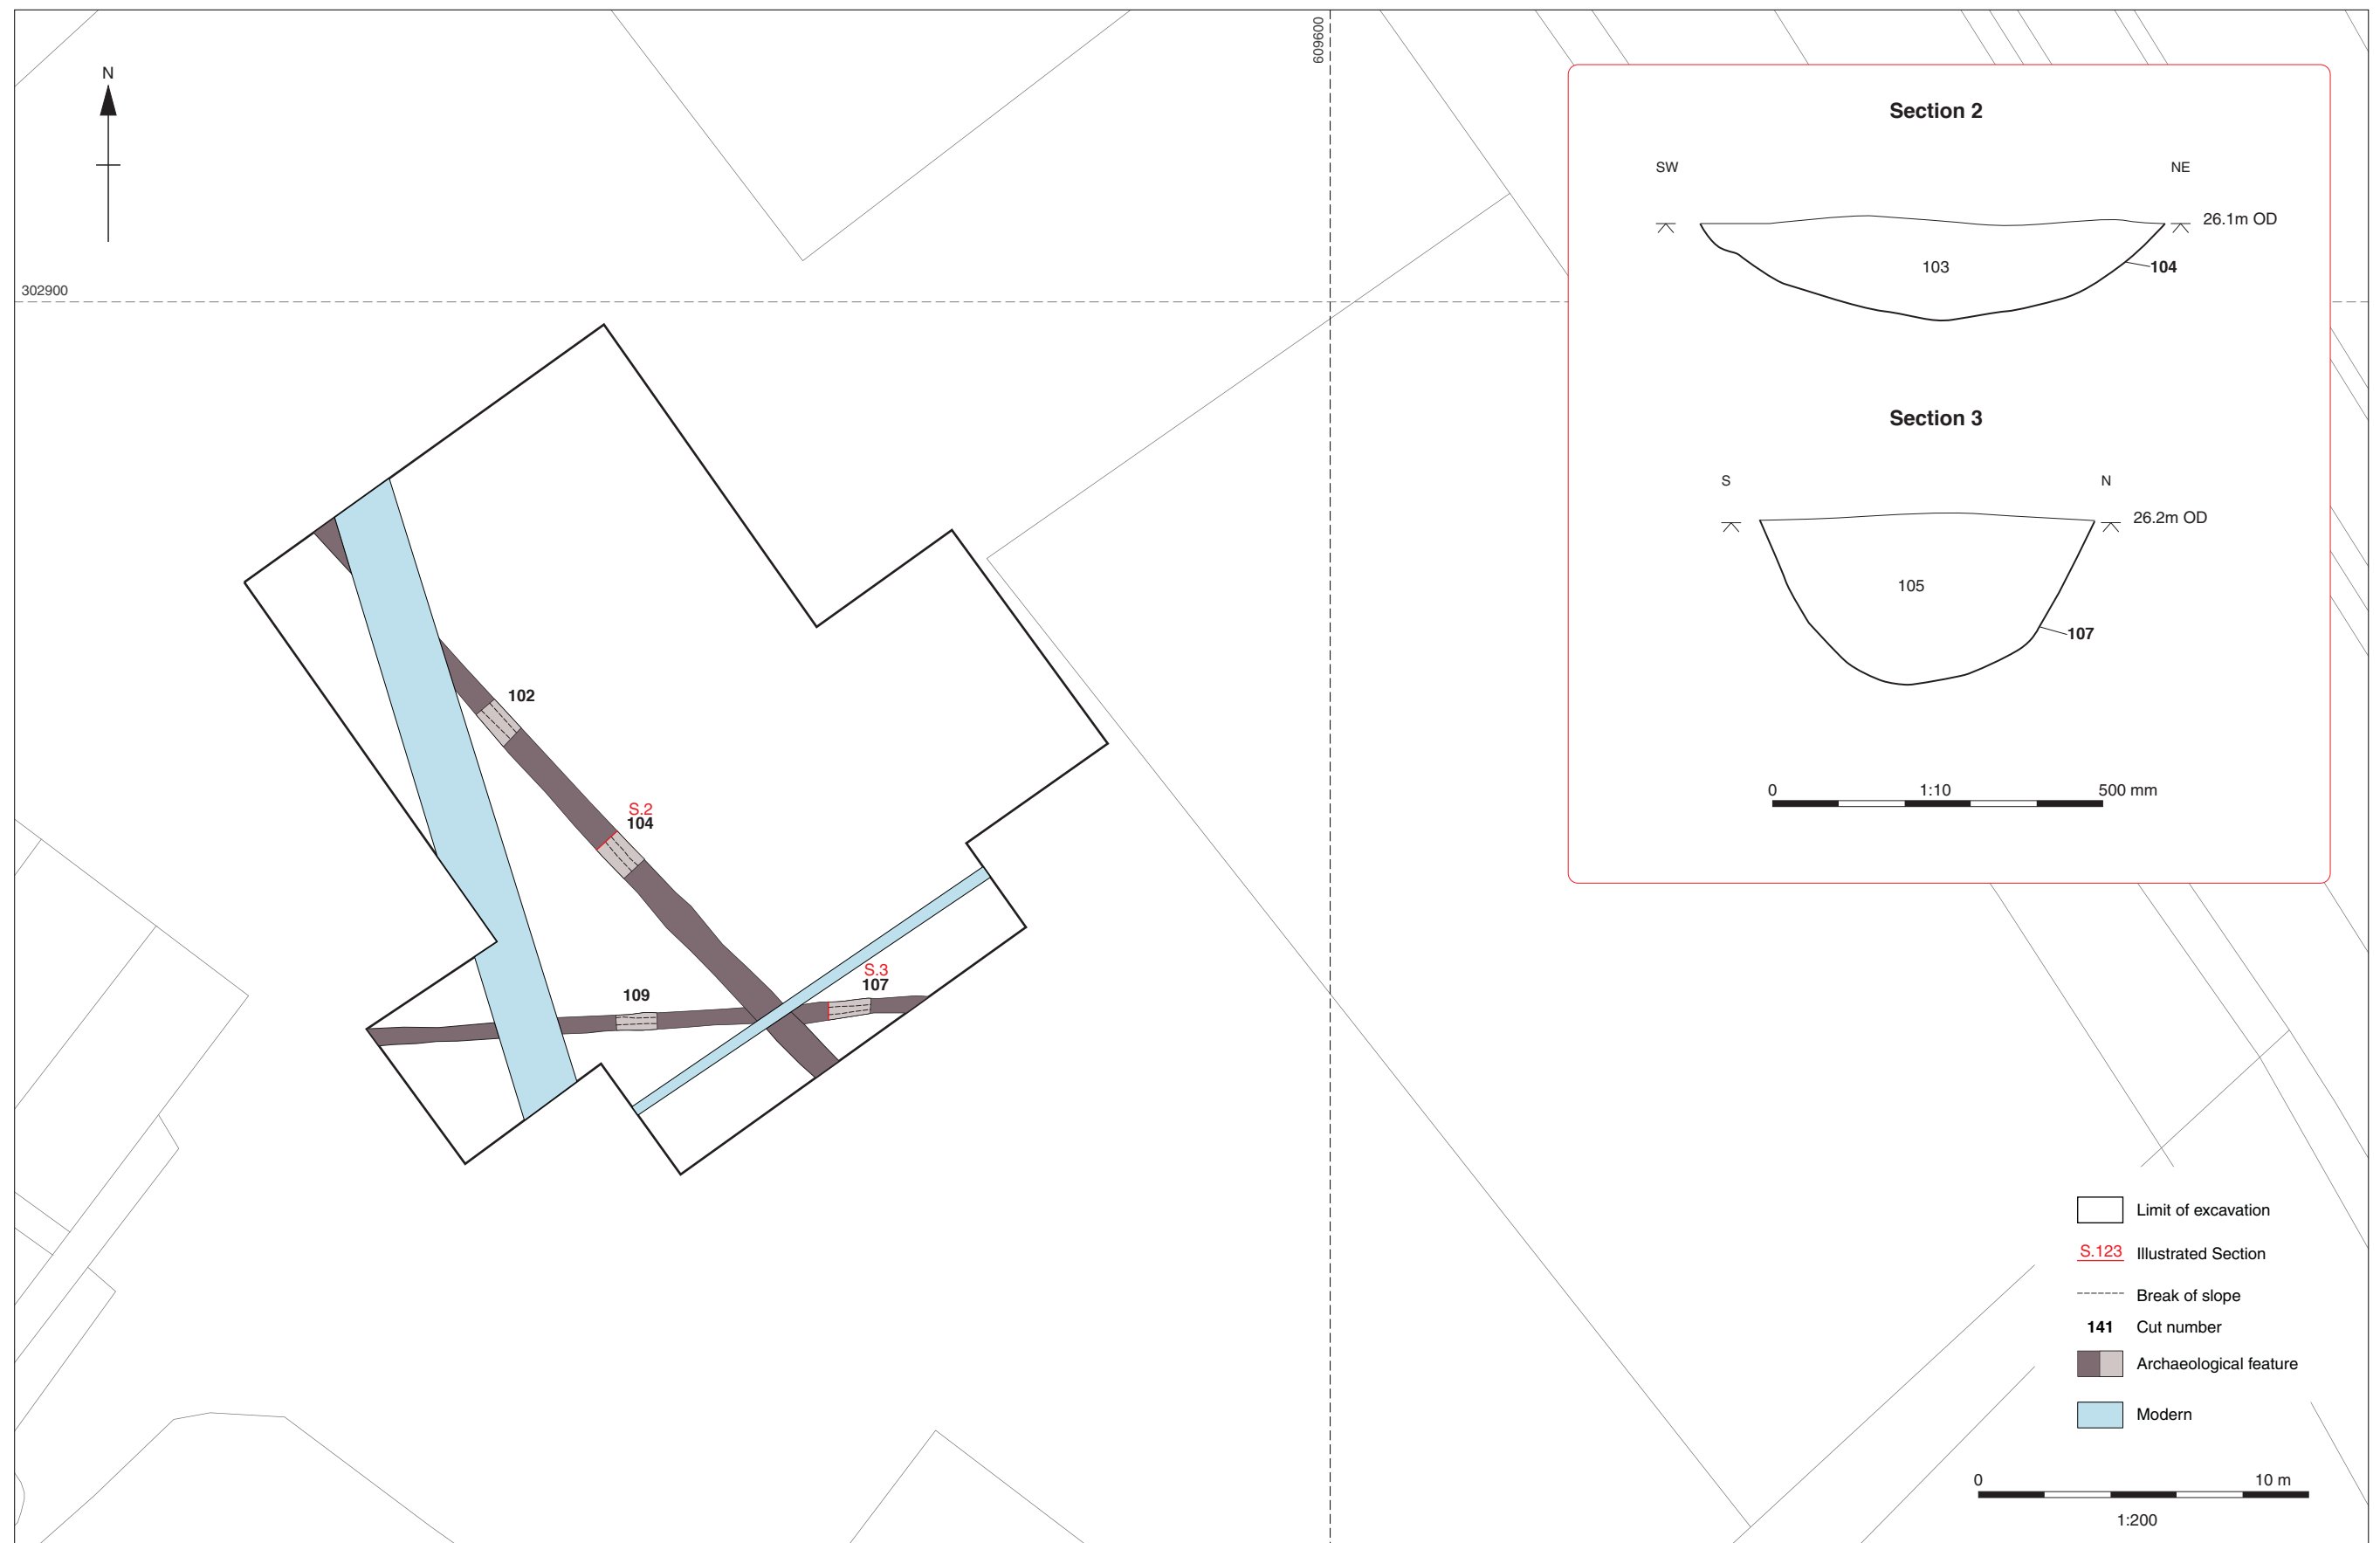 609600
N
302900
Section 2
SW
NE
26.1m OD
103
104
Section 3
S
N
26.2m OD
105
107
0
1:10
500 mm
102
S.2
104
S.3
107
109
Limit of excavation
S.123
Illustrated Section
Break of slope
141
Cut number
Archaeological feature
Modern
0
10 m
1:200